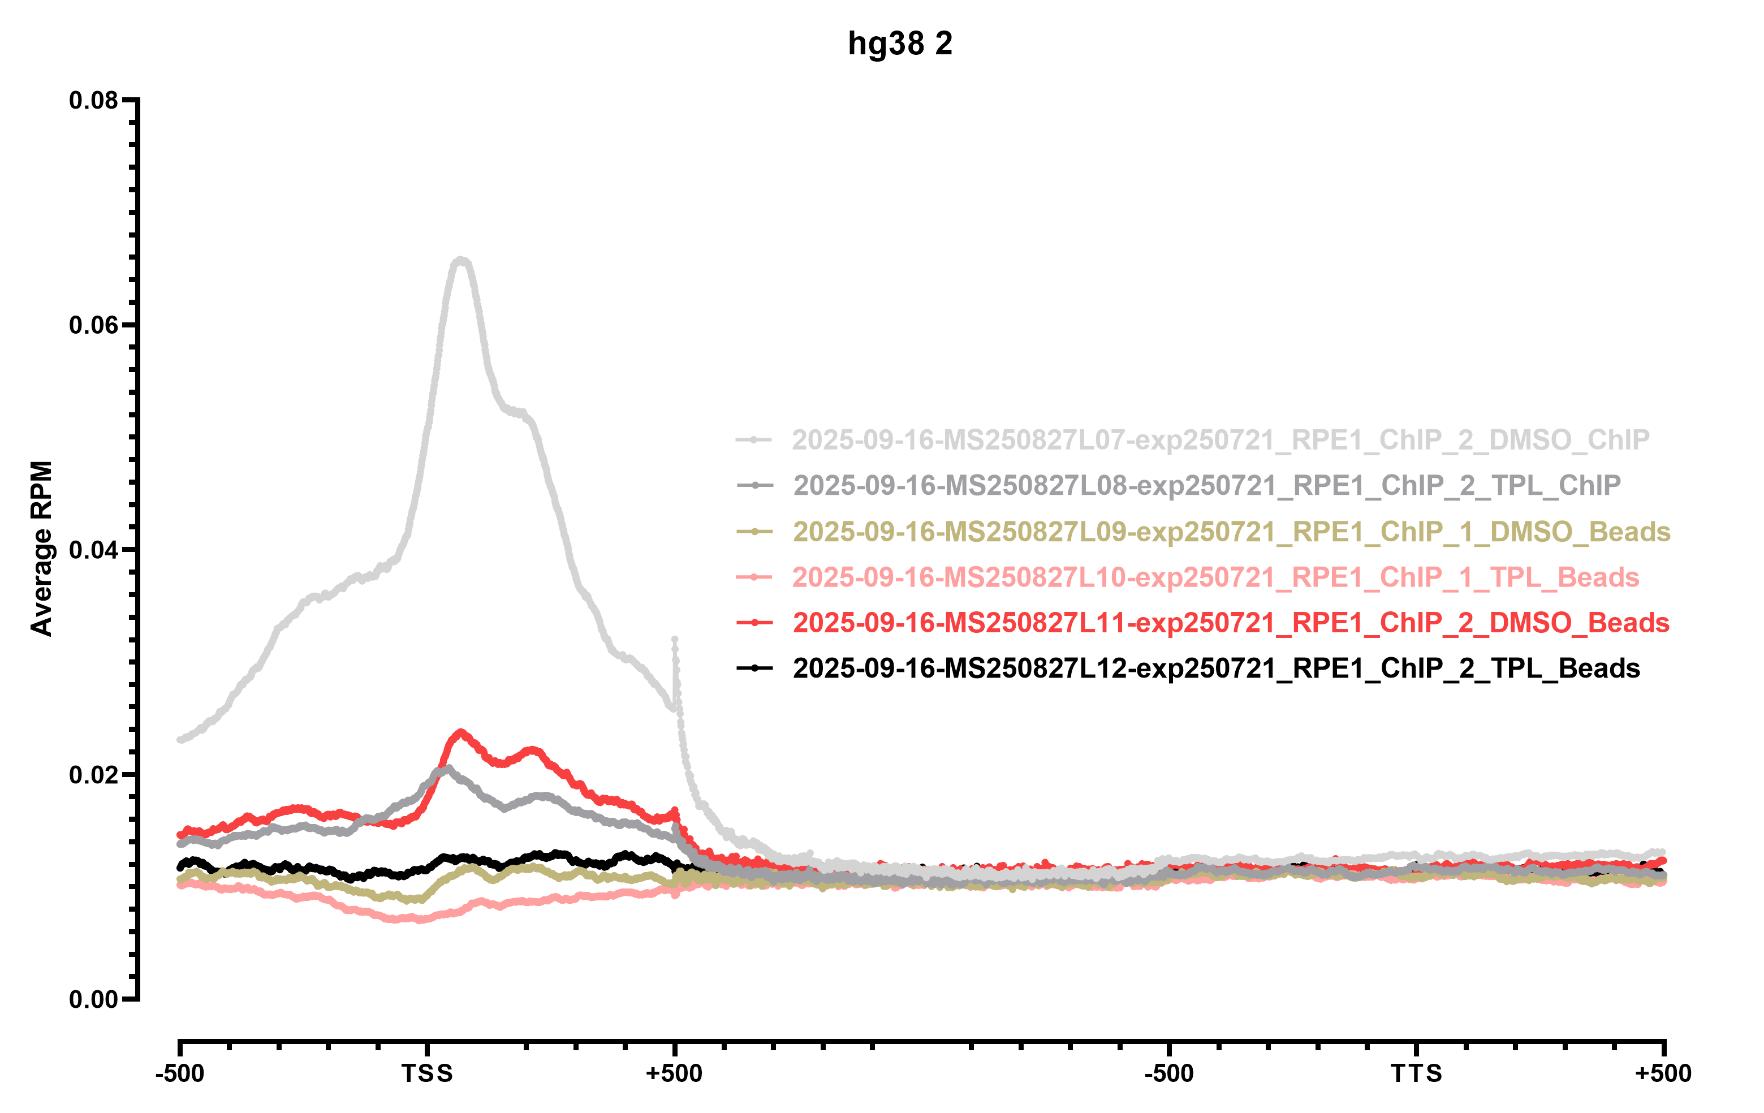 hg38 2
0.08
0.06
0.04
0.02
0.00
Average RPM
2025-09-16-MS250827L07-exp250721_RPE1_ChIP_2_DMSO_ChIP
2025-09-16-MS250827L08-exp250721_RPE1_ChIP_2_TPL_ChIP
2025-09-16-MS250827L09-exp250721_RPE1_ChIP_1_DMSO_Beads
2025-09-16-MS250827L10-exp250721_RPE1_ChIP_1_TPL_Beads
2025-09-16-MS250827L11-exp250721_RPE1_ChIP_2_DMSO_Beads
2025-09-16-MS250827L12-exp250721_RPE1_ChIP_2_TPL_Beads
-500 TSS +500 -500 TTS +500